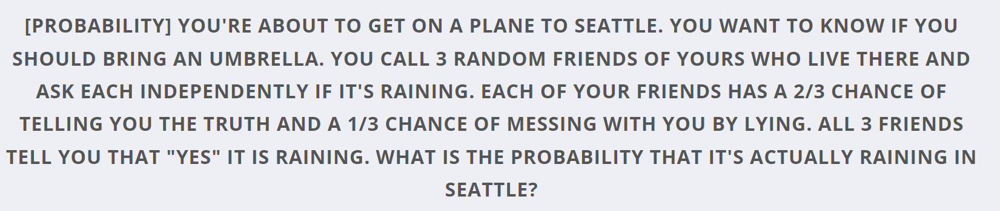 [PROBABILITY] YOU'RE ABOUT TO GET ON A PLANE TO SEATTLE. YOU WANT TO KNOW IF YOU
SHOULD BRING AN UMBRELLA. YOU CALL 3 RANDOM FRIENDS OF YOURS WHO LIVE THERE AND
ASK EACH INDEPENDENTLY IF IT'S RAINING. EACH OF YOUR FRIENDS HAS A 2/3 CHANCE OF
TELLING YOU THE TRUTH AND A 1/3 CHANCE OF MESSING WITH YOU BY LYING. ALL 3 FRIENDS
TELL YOU THAT "YES" IT IS RAINING. WHAT IS THE PROBABILITY THAT IT'S ACTUALLY RAINING IN
SEATTLE?